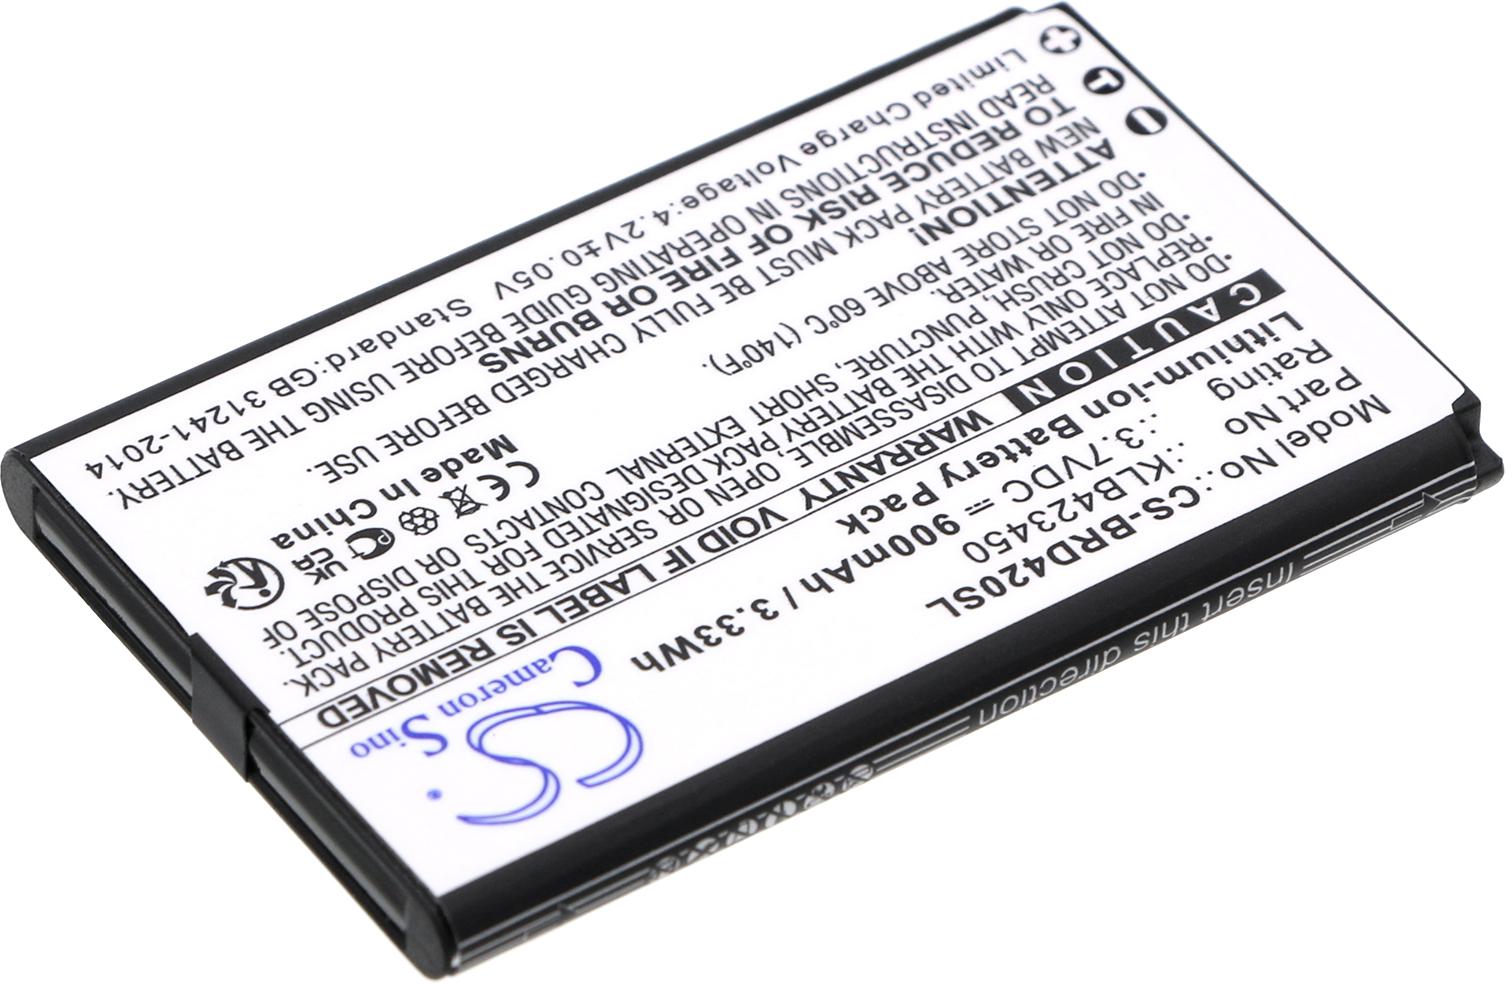 CS
Cameron Sino
Model No.: CS-BRD420SL
Part No : KLB423450
Rating : 3.7VDC ⎓ 900mAh / 3.33Wh
Lithium-ion Battery Pack
CAUTION WARRANTY VOID IF LABEL IS REMOVED
•DO NOT ATTEMPT TO DISASSEMBLE, OPEN OR SERVICE THE BATTERY PACK.
•REPLACE ONLY WITH THE BATTERY PACK DESIGNATED FOR THIS PRODUCT.
•DO NOT CRUSH, PUNCTURE, SHORT EXTERNAL CONTACTS OR DISPOSE OF
IN FIRE OR WATER.
•DO NOT STORE ABOVE 60°C (140°F).
ATTENTION!
NEW BATTERY PACK MUST BE FULLY CHARGED BEFORE USE.
TO REDUCE RISK OF FIRE OR BURNS
READ INSTRUCTIONS IN OPERATING GUIDE BEFORE USING THE BATTERY.
Limited Charge Voltage:4.2V±0.05V Standard:GB 31241-2014
Made In China
UK CA
+ T -
Insert this direction